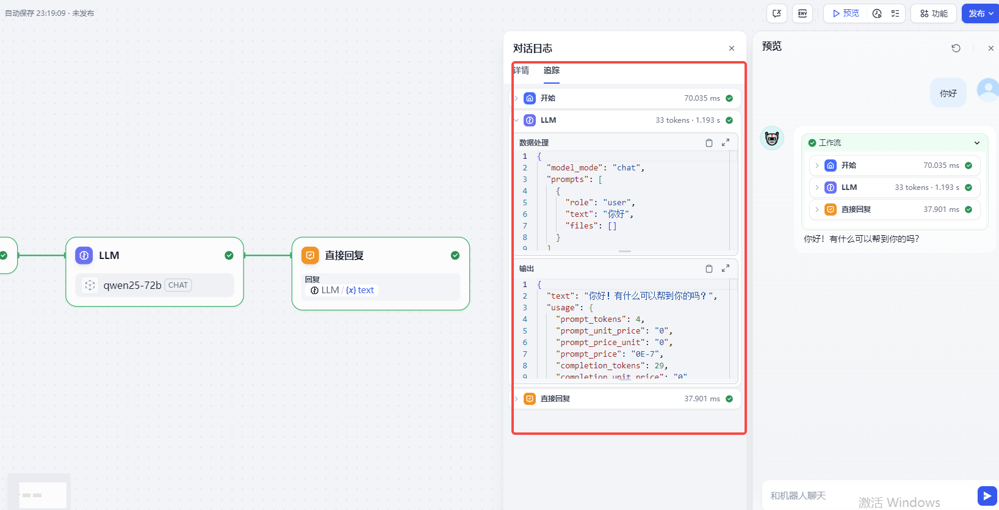 自动保存 23:19:09 · 未发布
ENV
预览
功能
发布
LLM
qwen25-72b CHAT
直接回复
回复
LLM / {x} text
对话日志
详情 追踪
开始 70.035 ms
LLM 33 tokens · 1.193 s
数据处理
1 {
2 "model_mode": "chat",
3 "prompts": [
4 {
5 "role": "user",
6 "text": "你好",
7 "files": []
8 }
9 ]
输出
1 {
2 "text": "你好！有什么可以帮到你的吗？",
3 "usage": {
4 "prompt_tokens": 4,
5 "prompt_unit_price": "0",
6 "prompt_price_unit": "0",
7 "prompt_price": "0E-7",
8 "completion_tokens": 29,
9 "completion_unit_price": "0"
直接回复 37.901 ms
预览
你好
工作流
开始 70.035 ms
LLM 33 tokens · 1.193 s
直接回复 37.901 ms
你好！有什么可以帮到你的吗？
和机器人聊天
激活 Windows